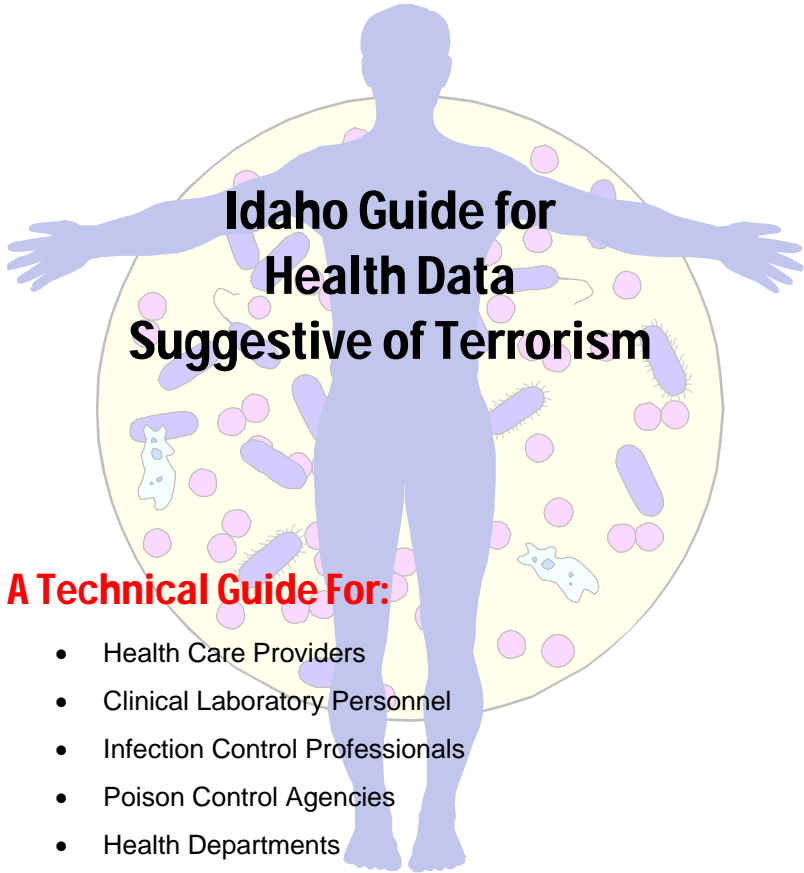 Idaho Guide for
Health Data
Suggestive of Terrorism
A Technical Guide For:
• Health Care Providers
• Clinical Laboratory Personnel
• Infection Control Professionals
• Poison Control Agencies
• Health Departments